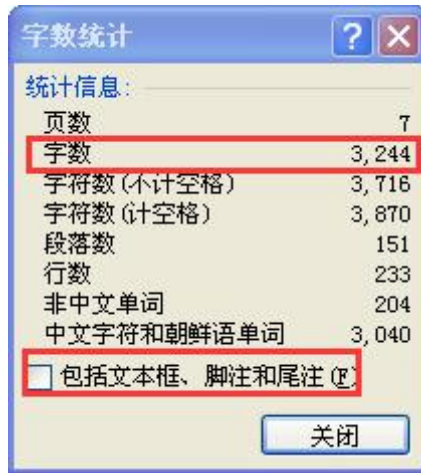 字数统计
统计信息:
页数 7
字数 3,244
字符数(不计空格) 3,716
字符数(计空格) 3,870
段落数 151
行数 233
非中文单词 204
中文字符和朝鲜语单词 3,040
包括文本框、脚注和尾注(F)
关闭